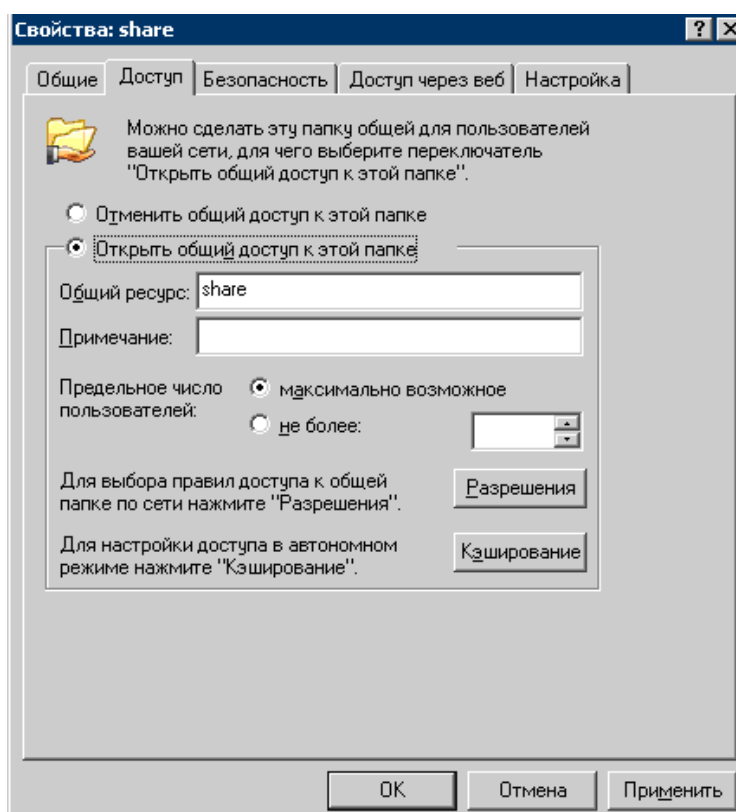 Свойства: share
Общие Доступ Безопасность Доступ через веб Настройка
Можно сделать эту папку общей для пользователей
вашей сети, для чего выберите переключатель
"Открыть общий доступ к этой папке".
Отменить общий доступ к этой папке
Открыть общий доступ к этой папке
Общий ресурс: share
Примечание:
Предельное число
пользователей:
максимально возможное
не более:
Для выбора правил доступа к общей
папке по сети нажмите "Разрешения".
Разрешения
Для настройки доступа в автономном
режиме нажмите "Кэширование".
Кэширование
OK Отмена Применить